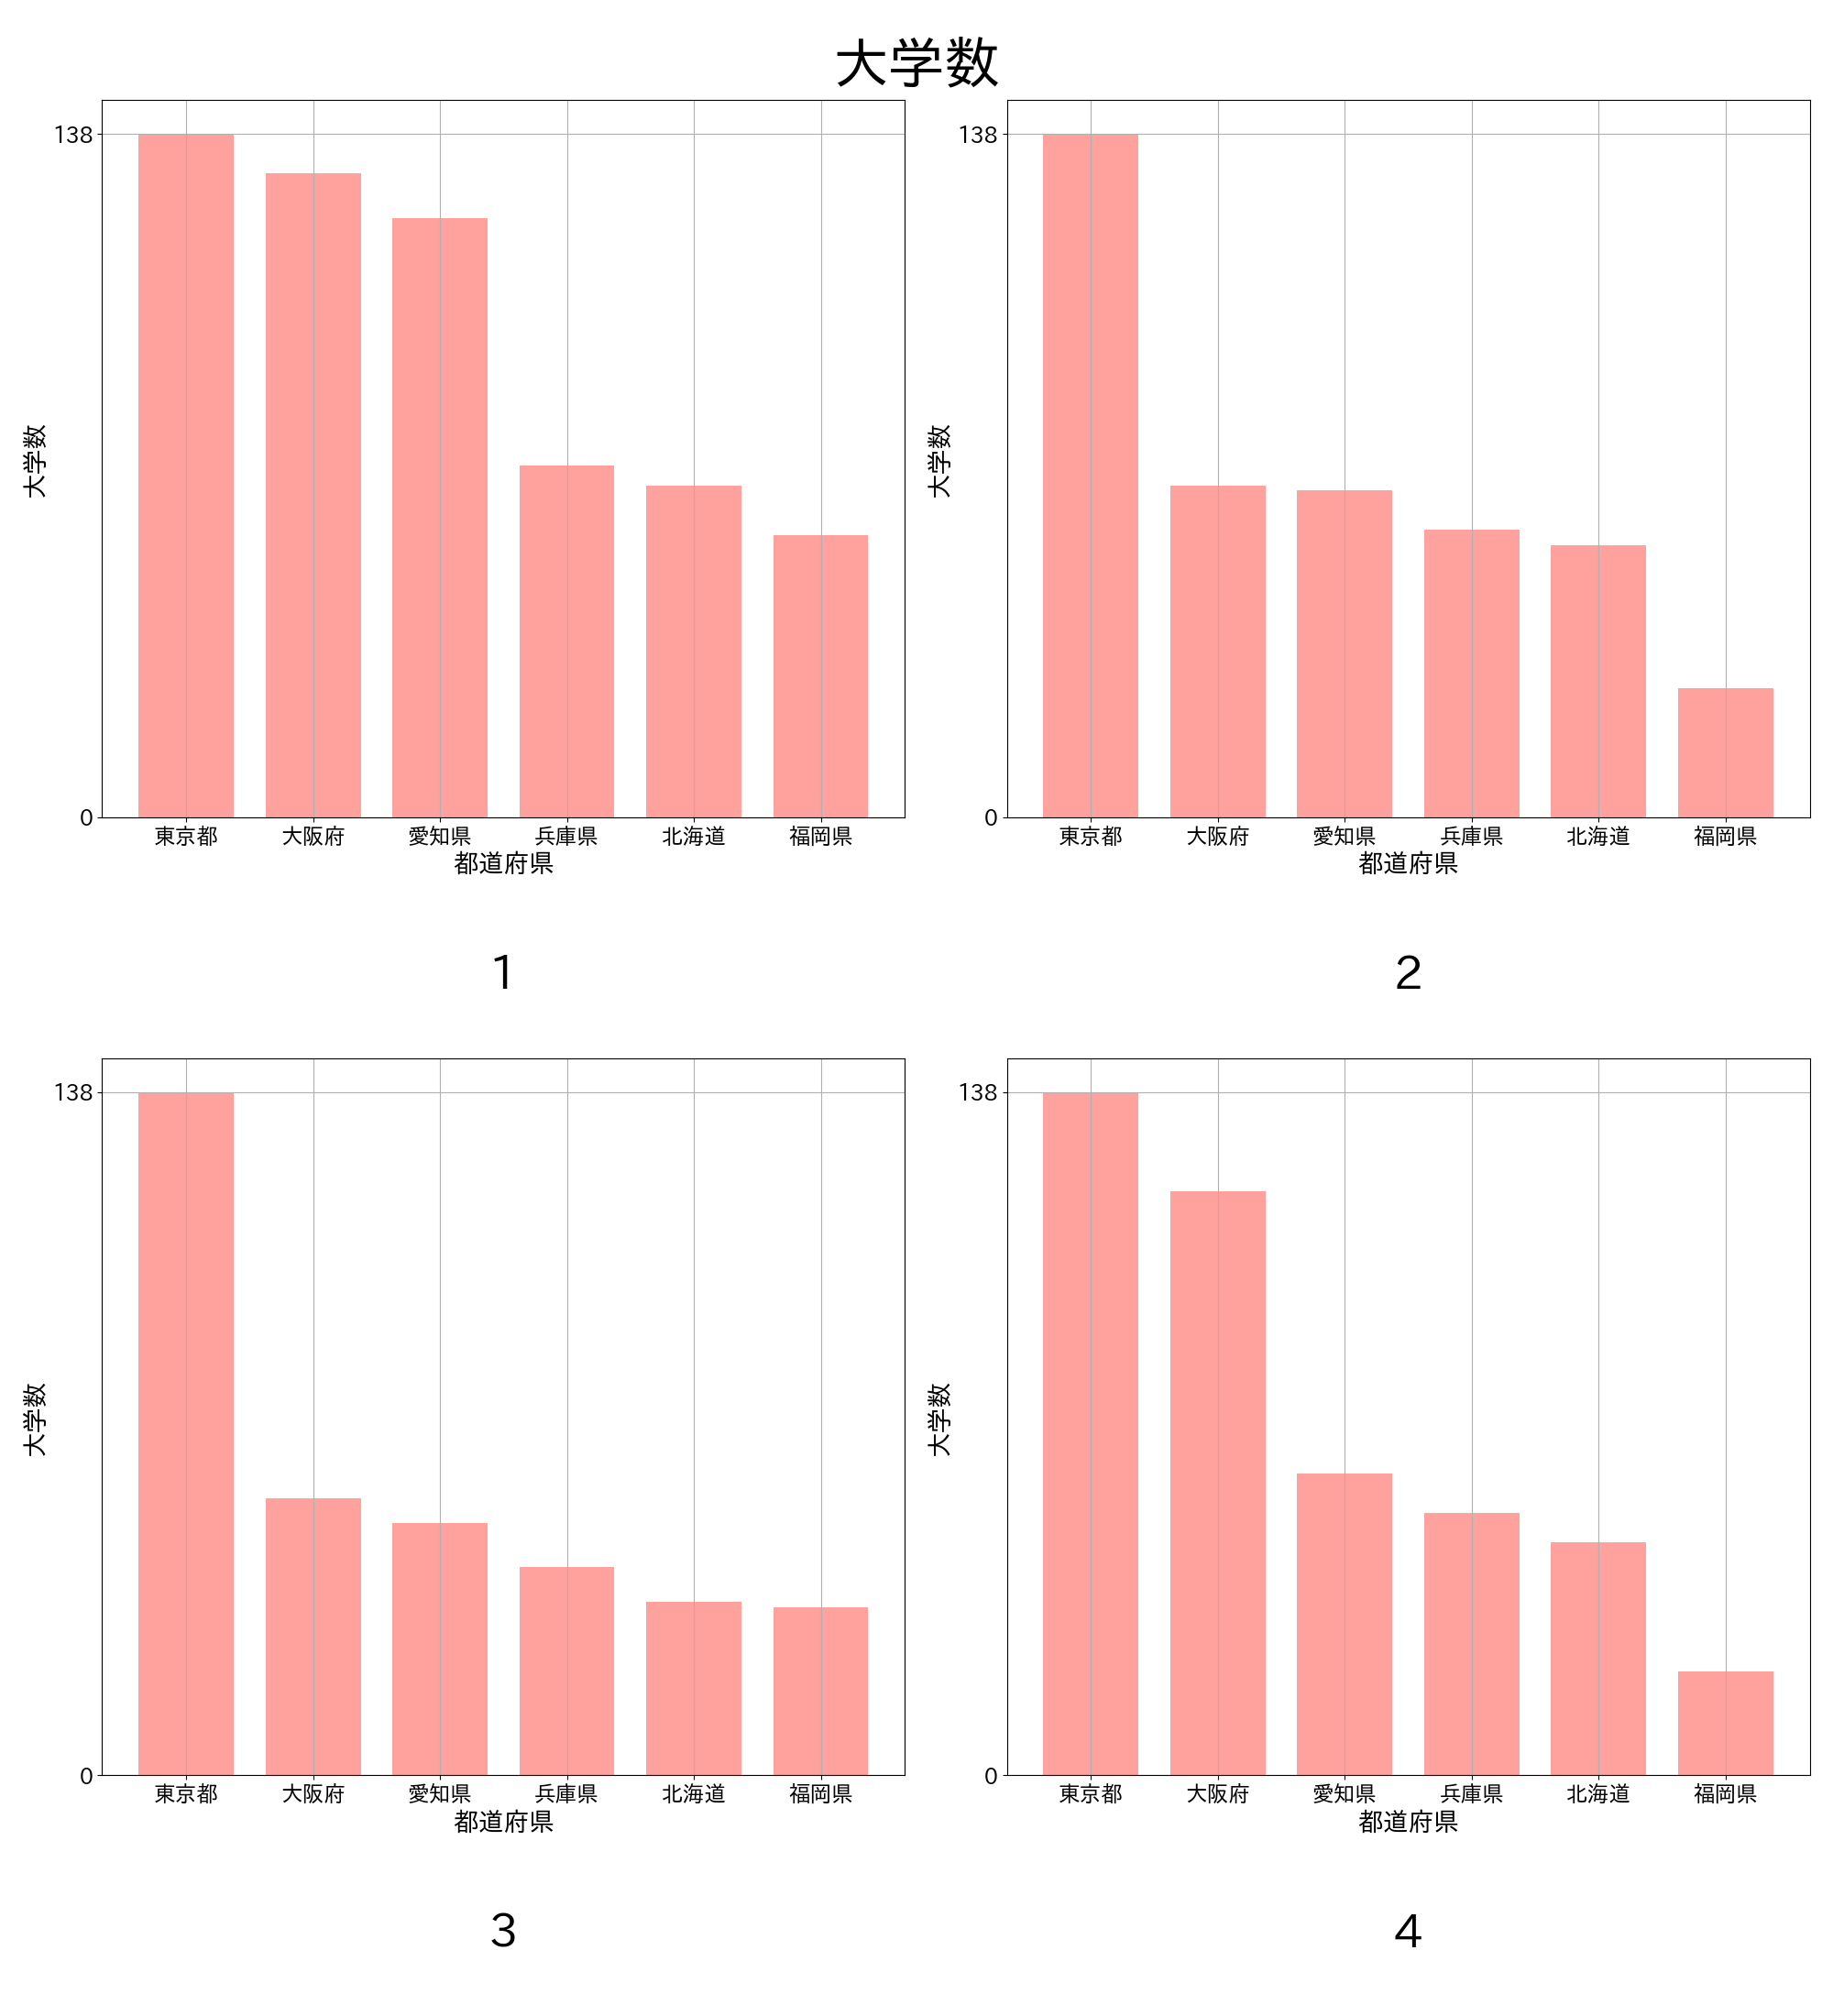 大学数
138
大学数
0
東京都 大阪府 愛知県 兵庫県 北海道 福岡県
都道府県
1
138
大学数
0
東京都 大阪府 愛知県 兵庫県 北海道 福岡県
都道府県
2
138
大学数
0
東京都 大阪府 愛知県 兵庫県 北海道 福岡県
都道府県
3
138
大学数
0
東京都 大阪府 愛知県 兵庫県 北海道 福岡県
都道府県
4